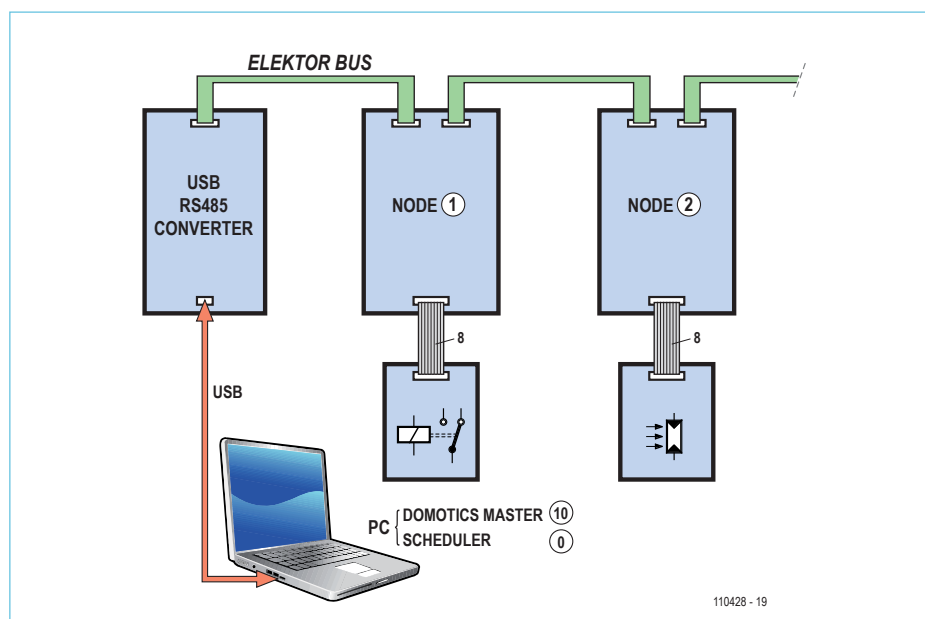 ELEKTOR BUS
USB
RS485
CONVERTER
NODE 1
NODE 2
8
8
USB
PC { DOMOTICS MASTER 10
SCHEDULER 0
110428 - 19